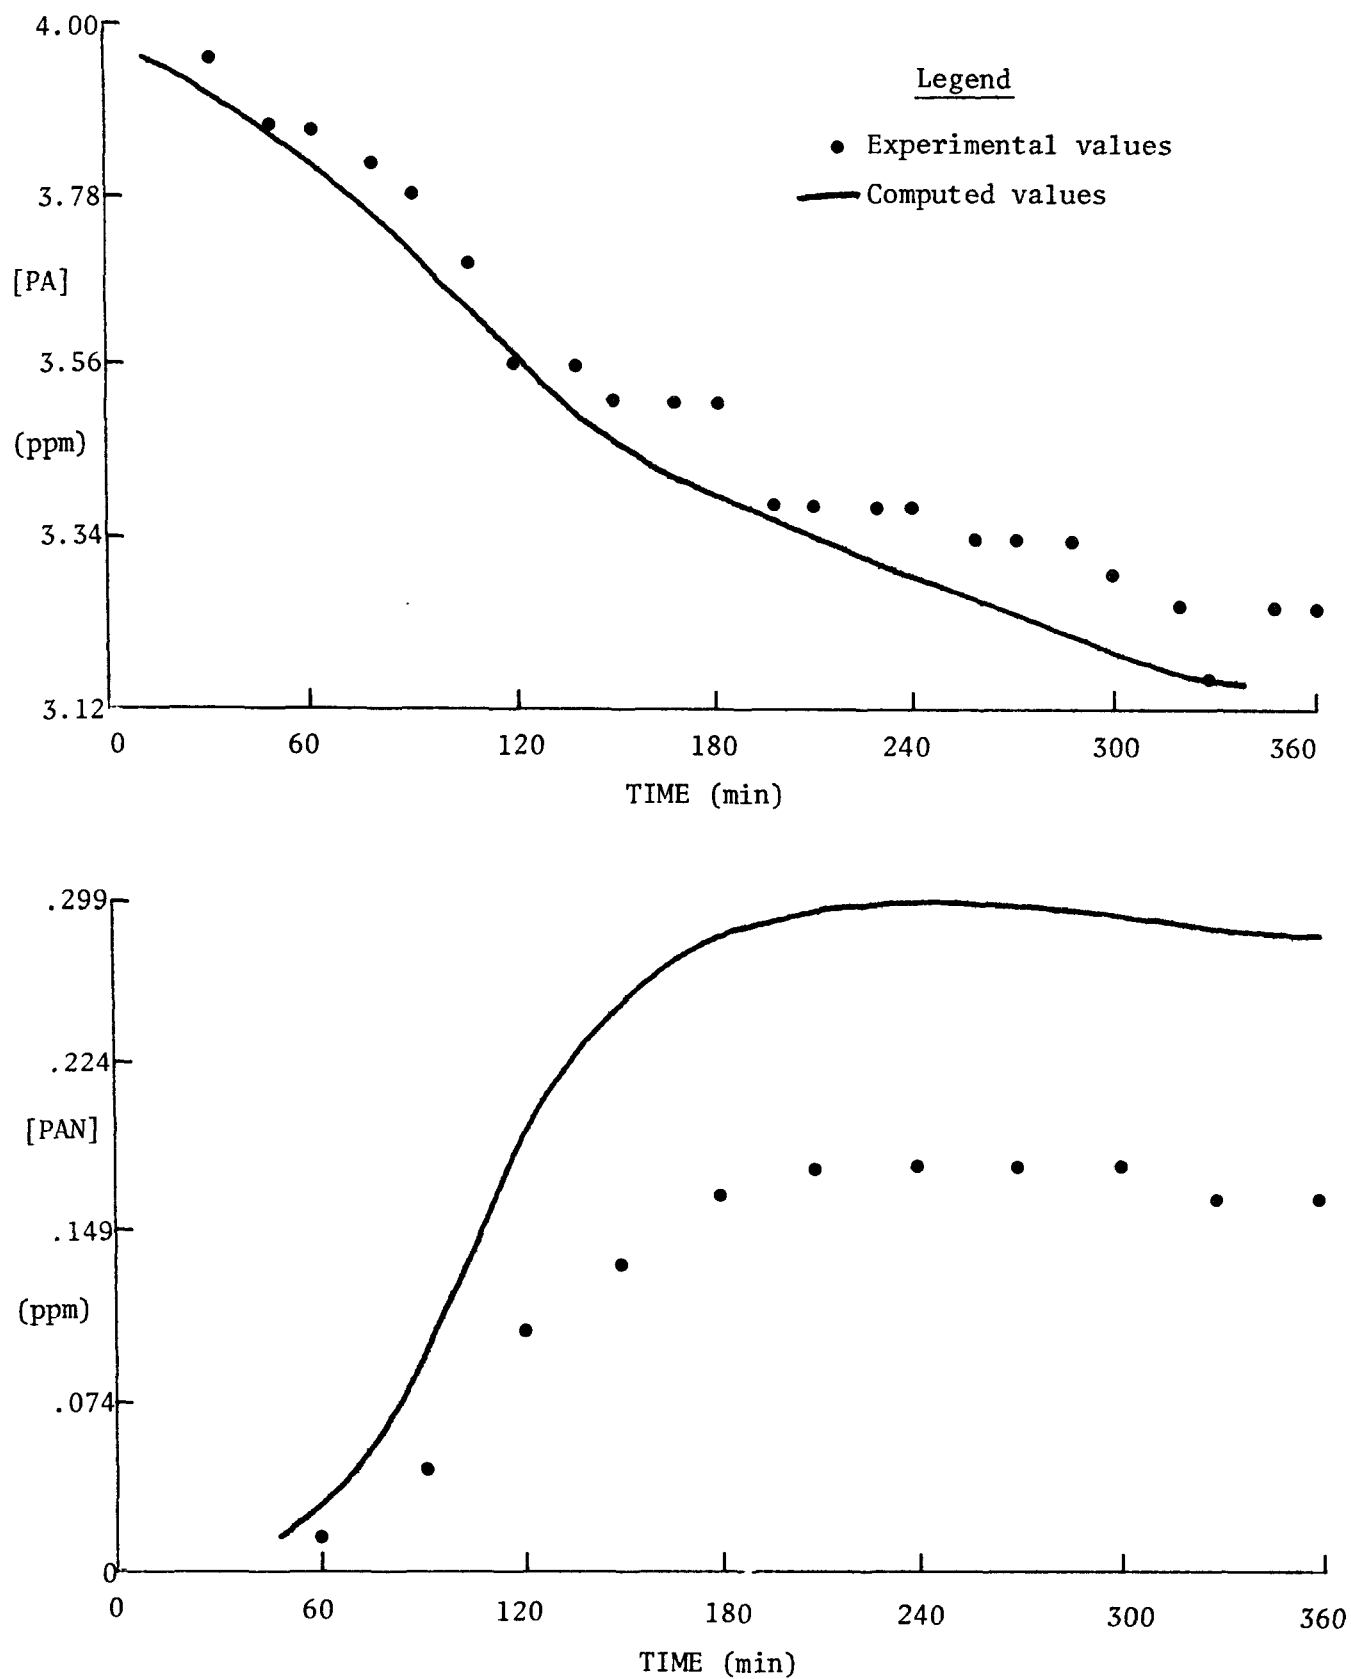 4.00
Legend
Experimental values
3.78
Computed values
[PA]
3.56
(ppm)
3.34
3.12
0 60 120 180 240 300 360
TIME (min)
.299
.224
[PAN]
.149
(ppm)
.074
0
0 60 120 180 240 300 360
TIME (min)